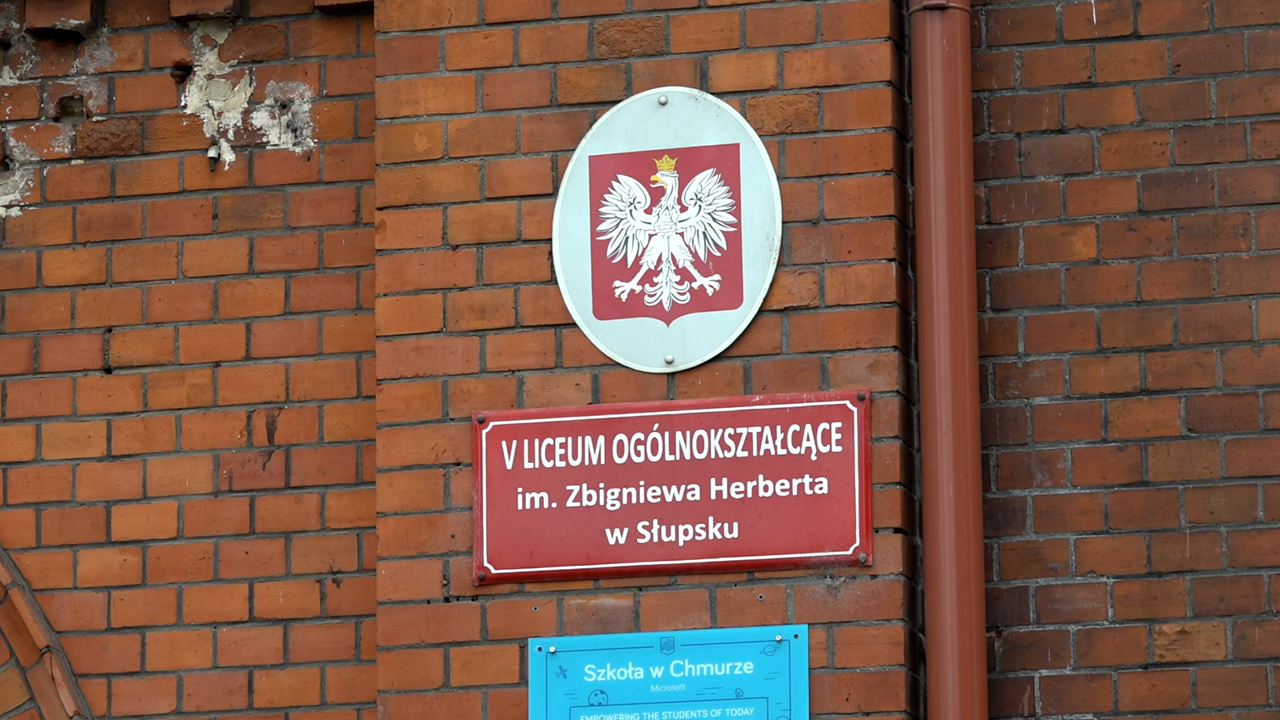 V LICEUM OGÓLNOKSZTAŁCĄCE
im. Zbigniewa Herberta
w Słupsku
Szkoła w Chmurze
Microsoft
EMPOWERING THE STUDENTS OF TODAY